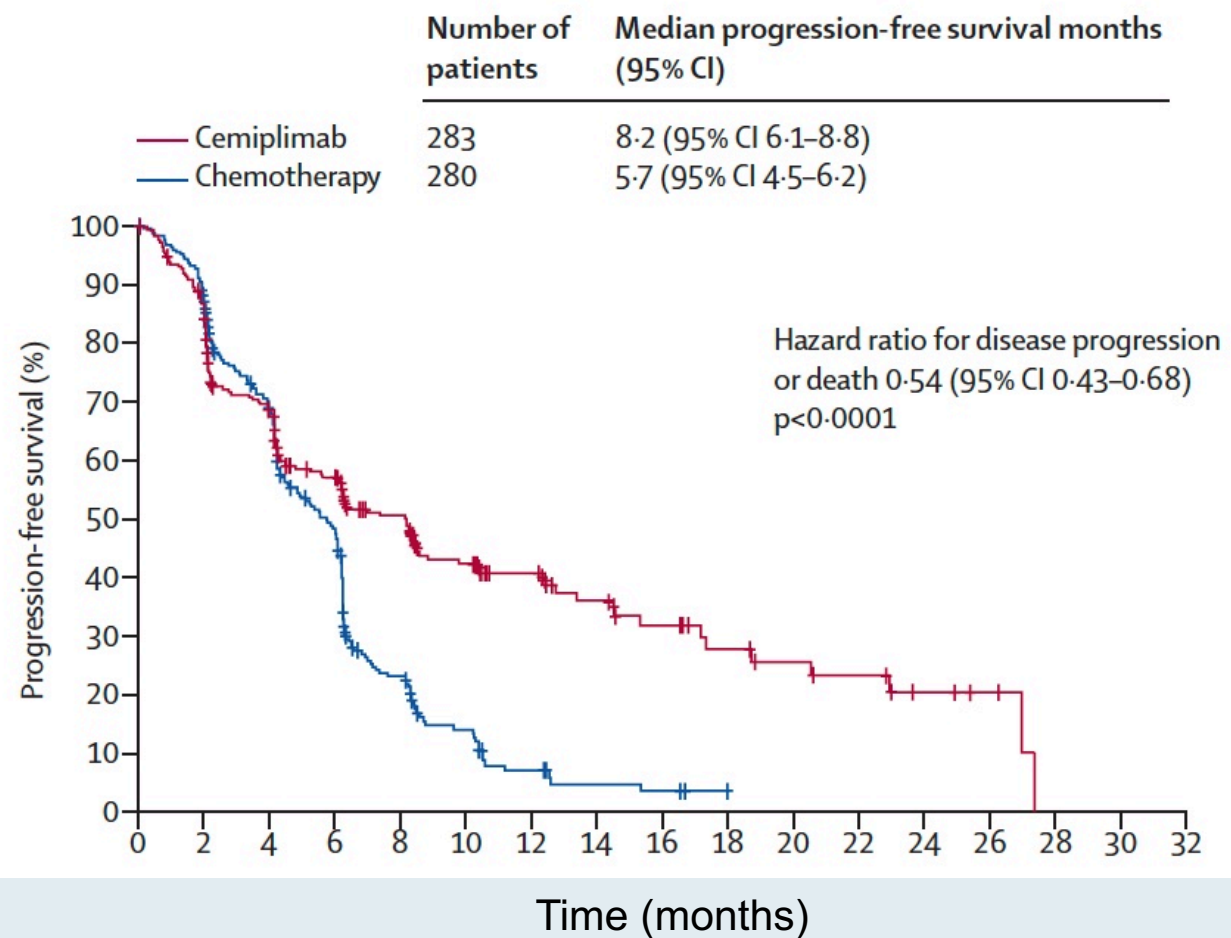 Number of patients
Median progression-free survival months (95% CI)
Cemiplimab 283 8·2 (95% CI 6·1–8·8)
Chemotherapy 280 5·7 (95% CI 4·5–6·2)
Hazard ratio for disease progression
or death 0·54 (95% CI 0·43–0·68)
p<0·0001
Progression-free survival (%)
100
90
80
70
60
50
40
30
20
10
0
0 2 4 6 8 10 12 14 16 18 20 22 24 26 28 30 32
Time (months)